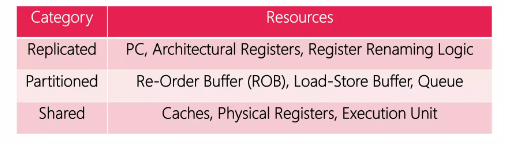 Category Resources
Replicated PC, Architectural Registers, Register Renaming Logic
Partitioned Re-Order Buffer (ROB), Load-Store Buffer, Queue
Shared Caches, Physical Registers, Execution Unit